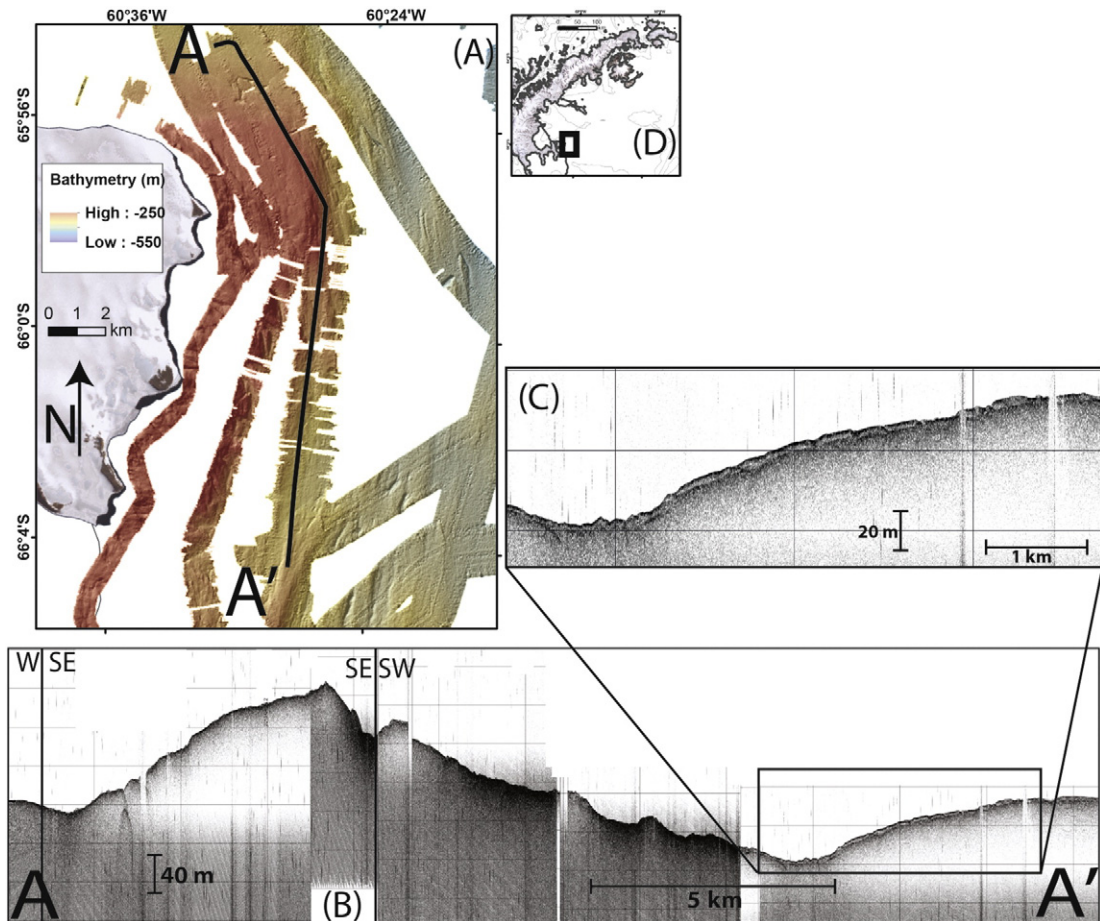 60°36'W
60°24'W
A
(A)
65°56'S
Bathymetry (m)
High : -250
Low : -550
0 1 2
km
66°0'S
N
66°4'S
A'
(D)
(C)
20 m
1 km
W SE
SE SW
A
40 m
(B)
5 km
A'